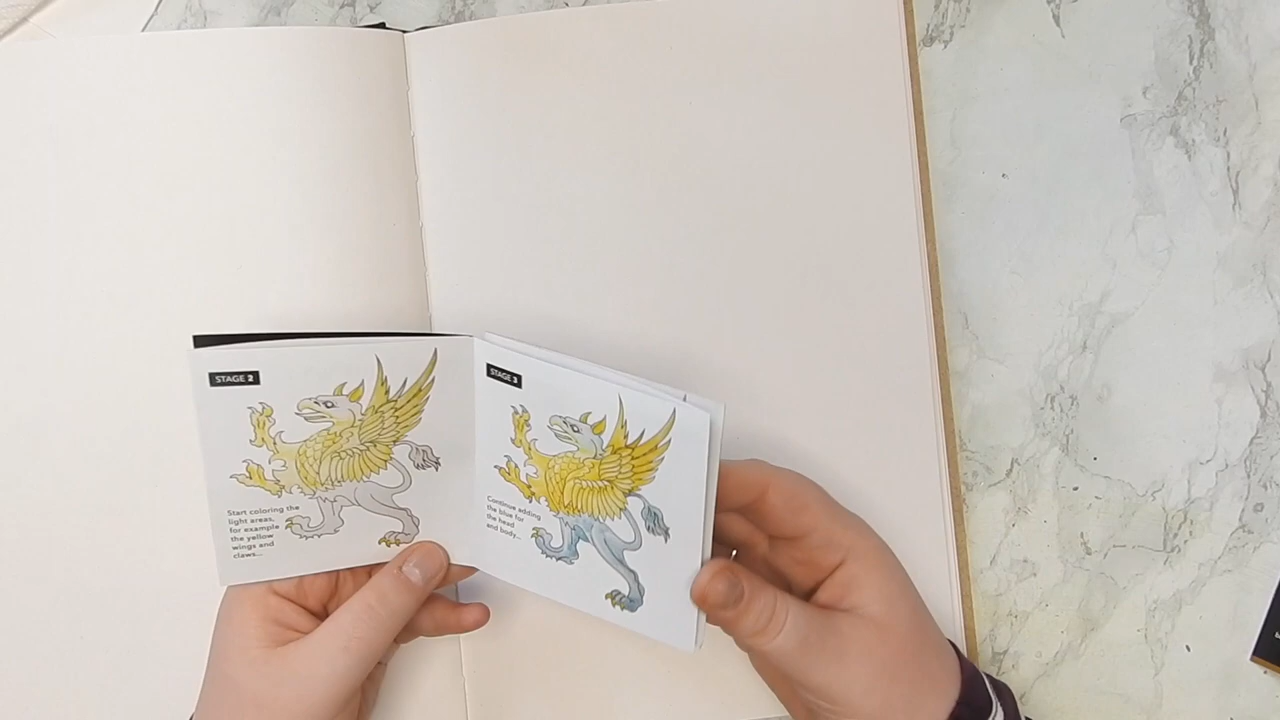 STAGE 2
Start coloring the
light areas,
for example
the yellow
wings and
claws...
STAGE 3
Continue adding
the blue for
the head
and body...